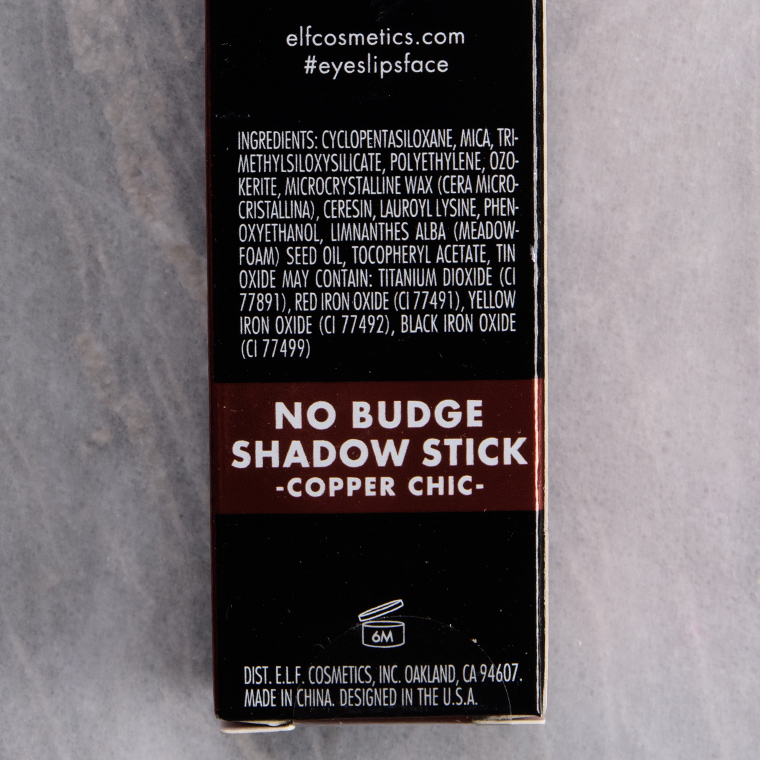 elfcosmetics.com
#eyeslipsface
INGREDIENTS: CYCLOPENTASILOXANE, MICA, TRI-
METHYLSILOXYSILICATE, POLYETHYLENE, OZO-
KERITE, MICROCRYSTALLINE WAX (CERA MICRO-
CRISTALLINA), CERESIN, LAUROYL LYSINE, PHEN-
OXYETHANOL, LIMNANTHES ALBA (MEADOW-
FOAM) SEED OIL, TOCOPHERYL ACETATE, TIN
OXIDE MAY CONTAIN: TITANIUM DIOXIDE (CI
77891), RED IRON OXIDE (CI 77491), YELLOW
IRON OXIDE (CI 77492), BLACK IRON OXIDE
(CI 77499)
NO BUDGE
SHADOW STICK
-COPPER CHIC-
6M
DIST. E.L.F. COSMETICS, INC. OAKLAND, CA 94607.
MADE IN CHINA. DESIGNED IN THE U.S.A.